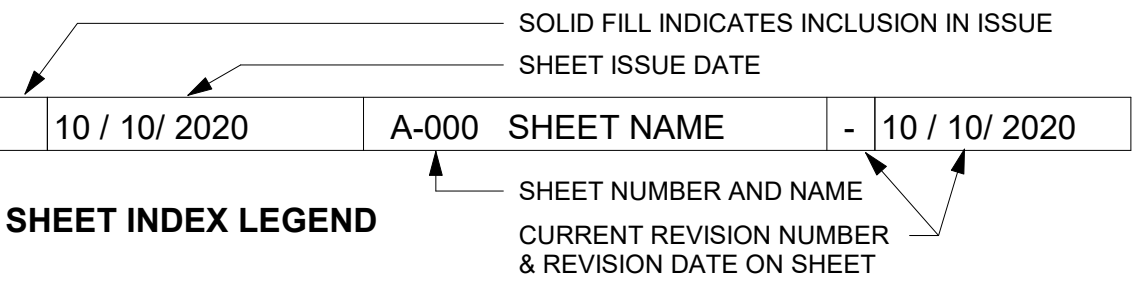 SOLID FILL INDICATES INCLUSION IN ISSUE
SHEET ISSUE DATE
10 / 10/ 2020 A-000 SHEET NAME - 10 / 10/ 2020
SHEET NUMBER AND NAME
SHEET INDEX LEGEND
CURRENT REVISION NUMBER
& REVISION DATE ON SHEET